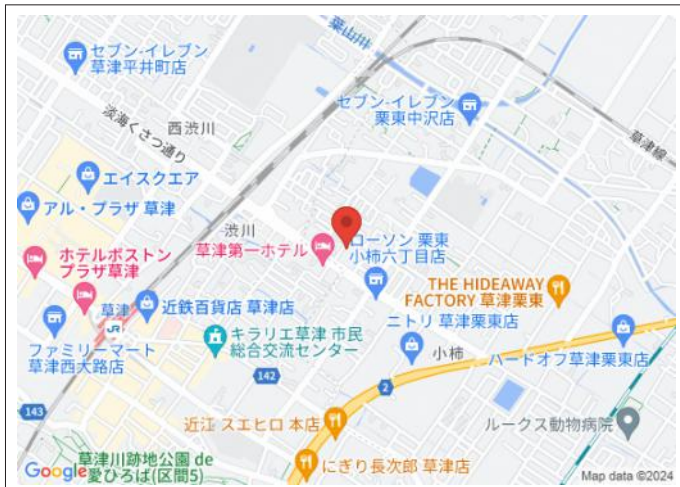 葉山川
セブン-イレブン
草津平井町店
淡海くさつ通り
西渋川
セブン-イレブン
栗東中沢店
草津線
エイスクエア
アル・プラザ 草津
渋川
草津第一ホテル
ローソン 栗東
小柿六丁目店
ホテルボストン
プラザ草津
THE HIDEAWAY
FACTORY 草津栗東
草津
近鉄百貨店 草津店
ニトリ 草津栗東店
キラリエ草津 市民
総合交流センター
ファミリーマート
草津西大路店
小柿
ハードオフ草津栗東店
142
2
143
近江 スエヒロ 本店
ルークス動物病院
草津川跡地公園 de
愛ひろば(区間5)
にぎり長次郎 草津店
Google
Map data ©2024